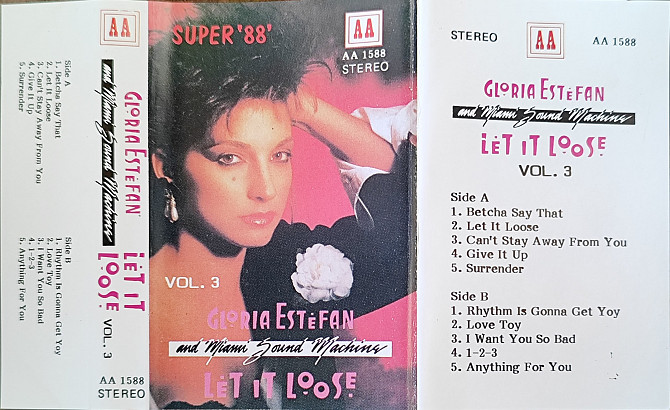 Side A
1. Betcha Say That
2. Let It Loose
3. Can't Stay Away From You
4. Give It Up
5. Surrender
Side B
1. Rhythm Is Gonna Get Yoy
2. Love Toy
3. I Want You So Bad
4. 1-2-3
5. Anything For You
AA
GLORIA ESTEFAN
and Miami Sound Machine
LET IT
LOOSE
VOL. 3
AA 1588
STEREO
SUPER '88'
AA
AA 1588
STEREO
VOL. 3
GLORIA ESTEFAN
and Miami Sound Machine
LET IT LOOSE
STEREO
AA
AA 1588
GLORIA ESTEFAN
and Miami Sound Machine
LET IT LOOSE
VOL. 3
Side A
1. Betcha Say That
2. Let It Loose
3. Can't Stay Away From You
4. Give It Up
5. Surrender
Side B
1. Rhythm Is Gonna Get Yoy
2. Love Toy
3. I Want You So Bad
4. 1-2-3
5. Anything For You